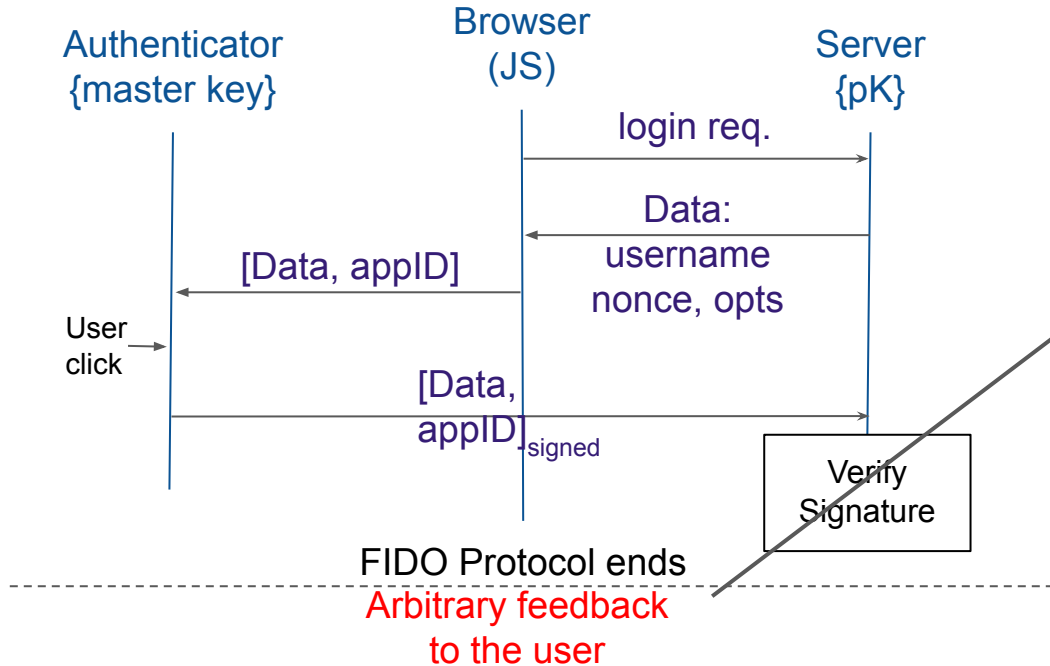 Browser
(JS)
Authenticator
{master key}
Server
{pK}
login req.
Data:
username
nonce, opts
[Data, appID]
User
click
[Data,
appID]signed
Verify
Signature
FIDO Protocol ends
Arbitrary feedback
to the user